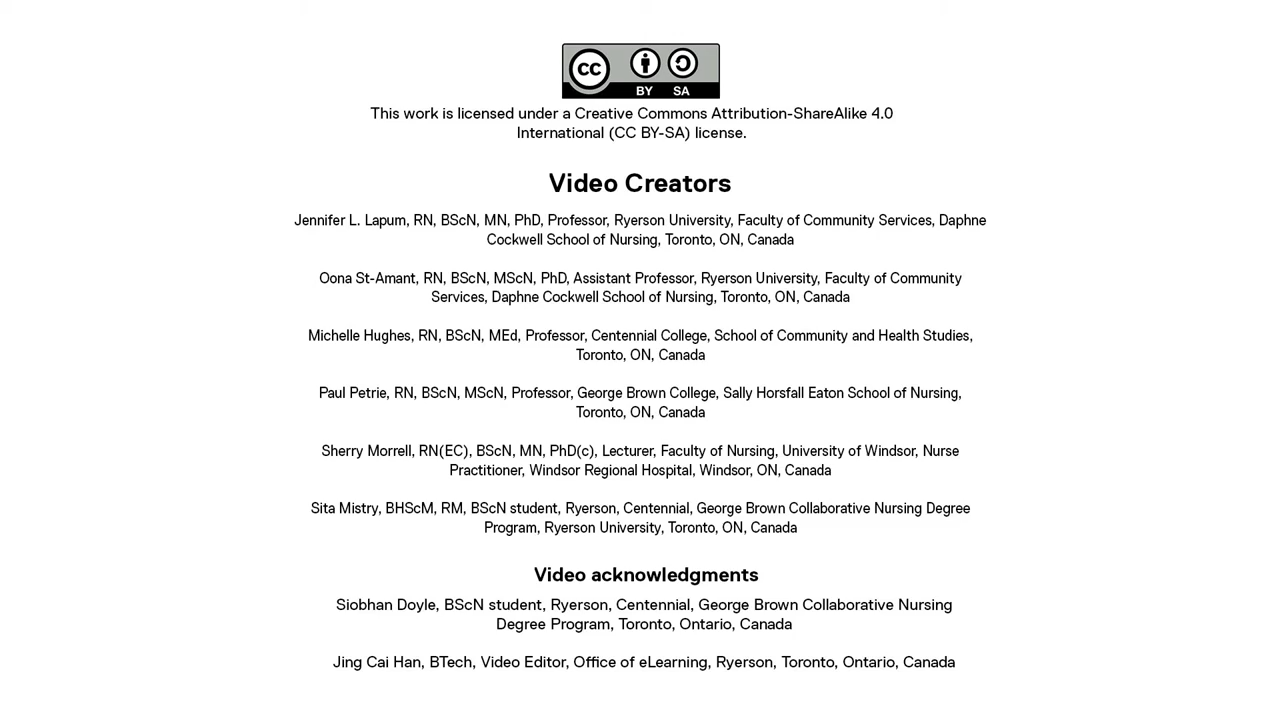 CC BY SA
This work is licensed under a Creative Commons Attribution-ShareAlike 4.0
International (CC BY-SA) license.
Video Creators
Jennifer L. Lapum, RN, BScN, MN, PhD, Professor, Ryerson University, Faculty of Community Services, Daphne
Cockwell School of Nursing, Toronto, ON, Canada
Oona St-Amant, RN, BScN, MScN, PhD, Assistant Professor, Ryerson University, Faculty of Community
Services, Daphne Cockwell School of Nursing, Toronto, ON, Canada
Michelle Hughes, RN, BScN, MEd, Professor, Centennial College, School of Community and Health Studies,
Toronto, ON, Canada
Paul Petrie, RN, BScN, MScN, Professor, George Brown College, Sally Horsfall Eaton School of Nursing,
Toronto, ON, Canada
Sherry Morrell, RN(EC), BScN, MN, PhD(c), Lecturer, Faculty of Nursing, University of Windsor, Nurse
Practitioner, Windsor Regional Hospital, Windsor, ON, Canada
Sita Mistry, BHScM, RM, BScN student, Ryerson, Centennial, George Brown Collaborative Nursing Degree
Program, Ryerson University, Toronto, ON, Canada
Video acknowledgments
Siobhan Doyle, BScN student, Ryerson, Centennial, George Brown Collaborative Nursing
Degree Program, Toronto, Ontario, Canada
Jing Cai Han, BTech, Video Editor, Office of eLearning, Ryerson, Toronto, Ontario, Canada